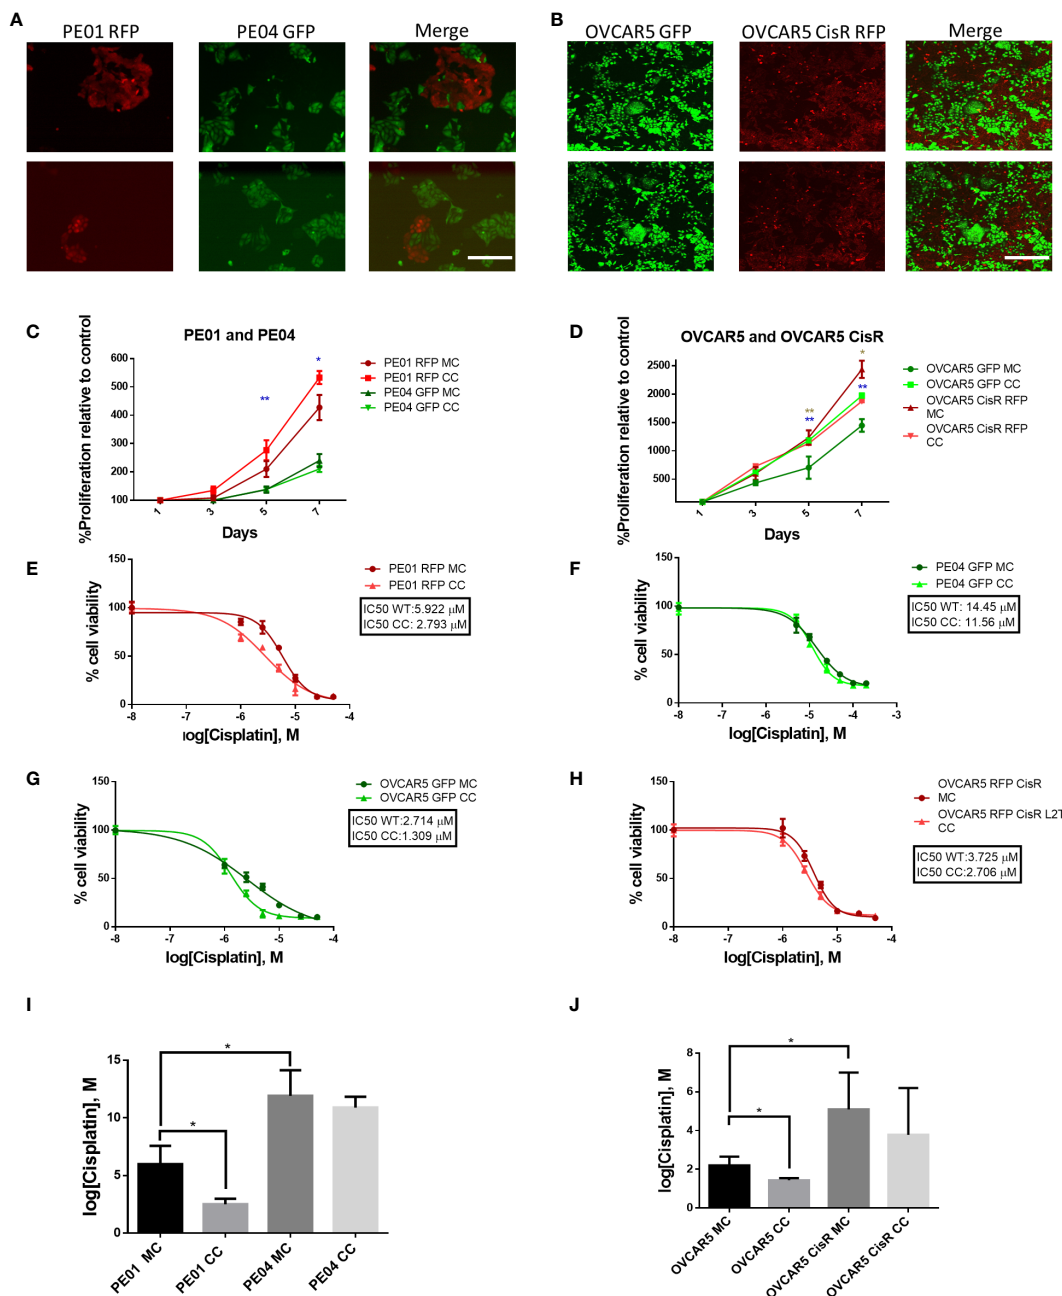 A
PE01 RFP
PE04 GFP
Merge
B
OVCAR5 GFP
OVCAR5 CisR RFP
Merge
C
PE01 and PE04
%Proliferation relative to control
600
500
400
300
200
100
1
3
5
7
Days
**
*
PE01 RFP MC
PE01 RFP CC
PE04 GFP MC
PE04 GFP CC
D
OVCAR5 and OVCAR5 CisR
%Proliferation relative to control
2500
2000
1500
1000
500
1
3
5
7
Days
**
**
*
**
OVCAR5 GFP MC
OVCAR5 GFP CC
OVCAR5 CisR RFP
MC
OVCAR5 CisR RFP
CC
E
% cell viability
150
100
50
0
-8
-7
-6
-5
-4
log[Cisplatin], M
PE01 RFP MC
PE01 RFP CC
IC50 WT:5.922 µM
IC50 CC: 2.793 µM
F
% cell viability
150
100
50
0
-8
-7
-6
-5
-4
-3
log[Cisplatin], M
PE04 GFP MC
PE04 GFP CC
IC50 WT: 14.45 µM
IC50 CC: 11.56 µM
G
% cell viability
150
100
50
0
-8
-7
-6
-5
-4
log[Cisplatin], M
OVCAR5 GFP MC
OVCAR5 GFP CC
IC50 WT:2.714 µM
IC50 CC:1.309 µM
H
% cell viability
150
100
50
0
-8
-7
-6
-5
-4
log[Cisplatin], M
OVCAR5 RFP CisR
MC
OVCAR5 RFP CisR L2T
CC
IC50 WT:3.725 µM
IC50 CC:2.706 µM
I
log[Cisplatin], M
15
10
5
0
*
*
PE01 MC
PE01 CC
PE04 MC
PE04 CC
J
log[Cisplatin], M
8
6
4
2
0
*
*
OVCAR5 MC
OVCAR5 CC
OVCAR5 CisR MC
OVCAR5 CisR CC